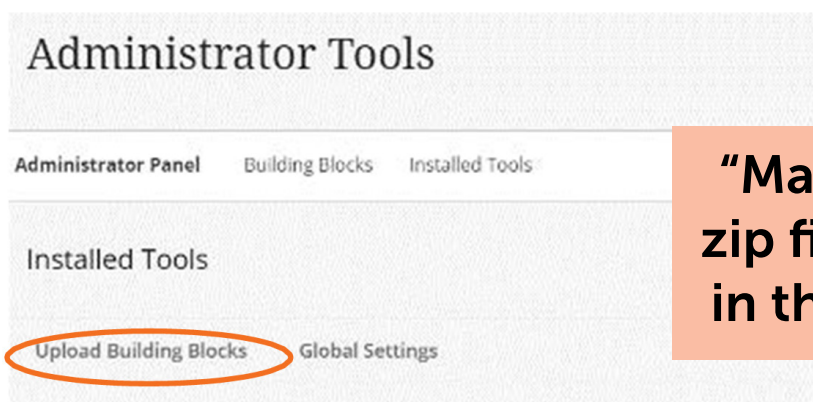 Administrator Tools
Administrator Panel Building Blocks Installed Tools
Installed Tools
Upload Building Blocks Global Settings
“Ma
zip fi
in th